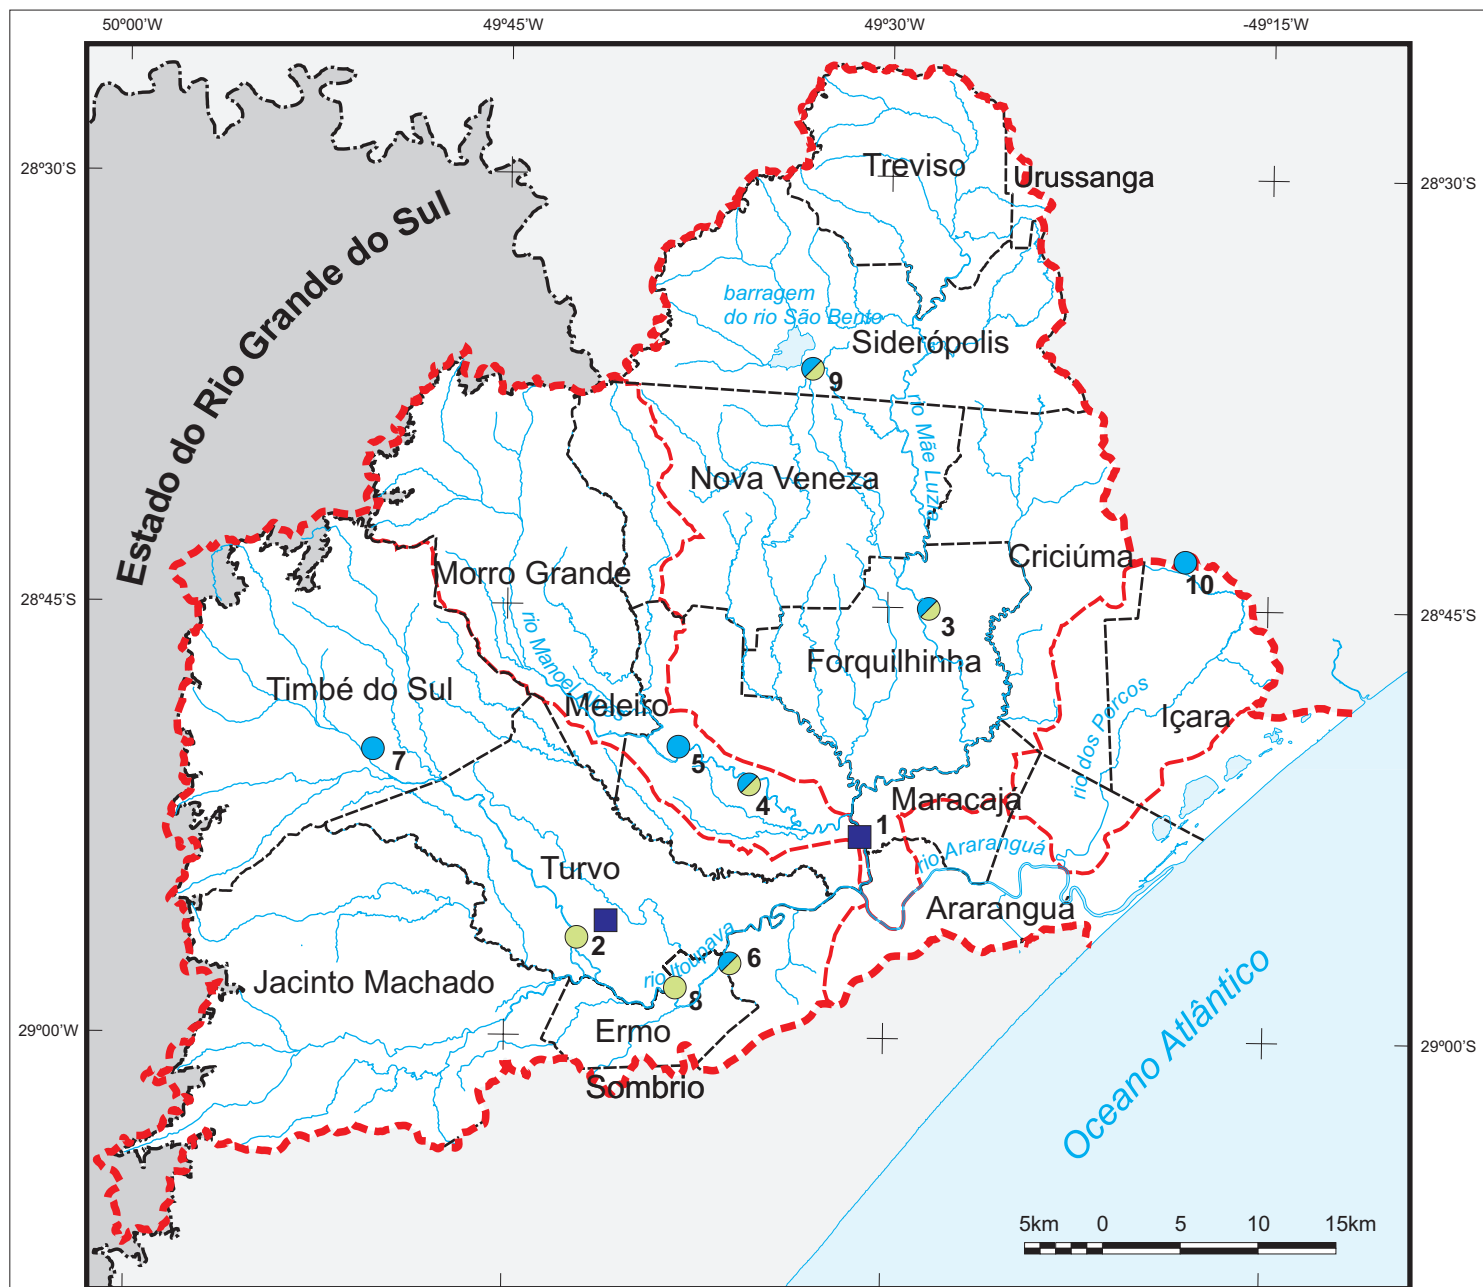 50°00'W
49°45'W
49°30'W
-49°15'W
28°30'S
28°30'S
Treviso
Urussanga
Estado do Rio Grande do Sul
barragem
do rio São Bento
Siderópolis
9
rio Mãe Luzia
Nova Veneza
Criciúma
10
Morro Grande
28°45'S
28°45'S
3
rio Manoel Alves
Forquilhinha
Timbé do Sul
Meleiro
rio dos Porcos
Içara
7
5
4
Maracajá
1
rio Araranguá
Turvo
Araranguá
2
rio Itoupava
6
8
Jacinto Machado
Ermo
29°00'W
29°00'S
Sombrio
Oceano Atlântico
5km
0
5
10
15km